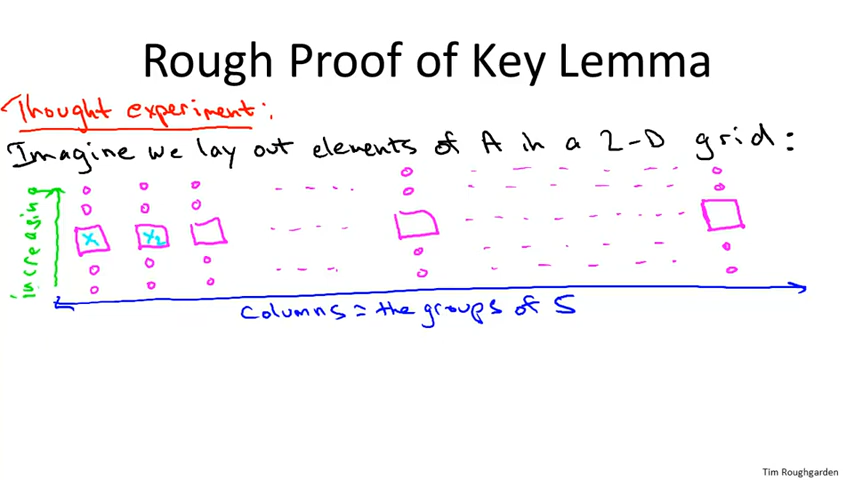 Rough Proof of Key Lemma
Thought experiment:
Imagine we lay out elements of A in a 2-D grid:
increasing
x₁ x₂
Columns = the groups of 5
Tim Roughgarden